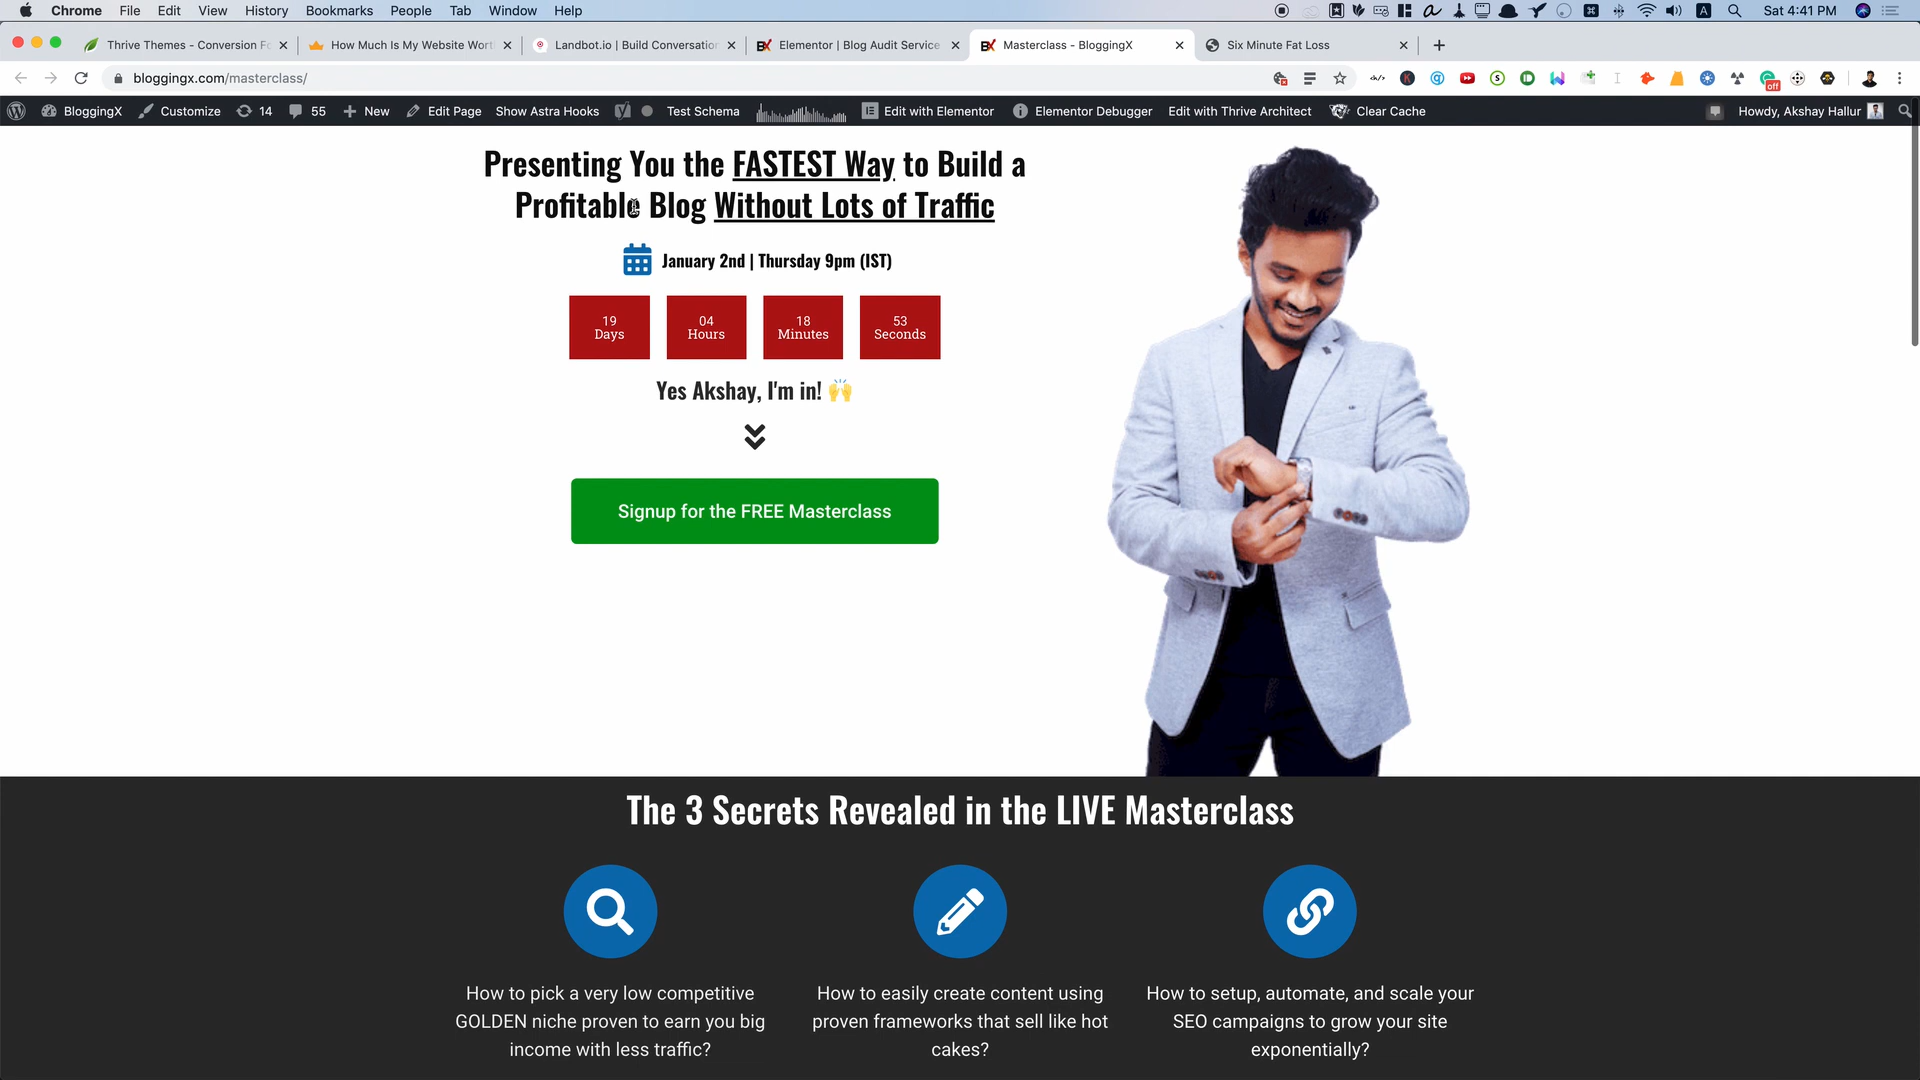 Chrome File Edit View History Bookmarks People Tab Window Help Sat 4:41 PM
Thrive Themes - Conversion Fo
How Much Is My Website Wort
Landbot.io | Build Conversation
Elementor | Blog Audit Service
Masterclass - BloggingX
Six Minute Fat Loss
bloggingx.com/masterclass/
off
BloggingX Customize 14 55 New Edit Page Show Astra Hooks Test Schema Edit with Elementor Elementor Debugger Edit with Thrive Architect Clear Cache Howdy, Akshay Hallur
Presenting You the FASTEST Way to Build a
Profitable Blog Without Lots of Traffic
January 2nd | Thursday 9pm (IST)
19 04 18 53
Days Hours Minutes Seconds
Yes Akshay, I'm in! 🙌
Signup for the FREE Masterclass
The 3 Secrets Revealed in the LIVE Masterclass
How to pick a very low competitive
GOLDEN niche proven to earn you big
income with less traffic?
How to easily create content using
proven frameworks that sell like hot
cakes?
How to setup, automate, and scale your
SEO campaigns to grow your site
exponentially?